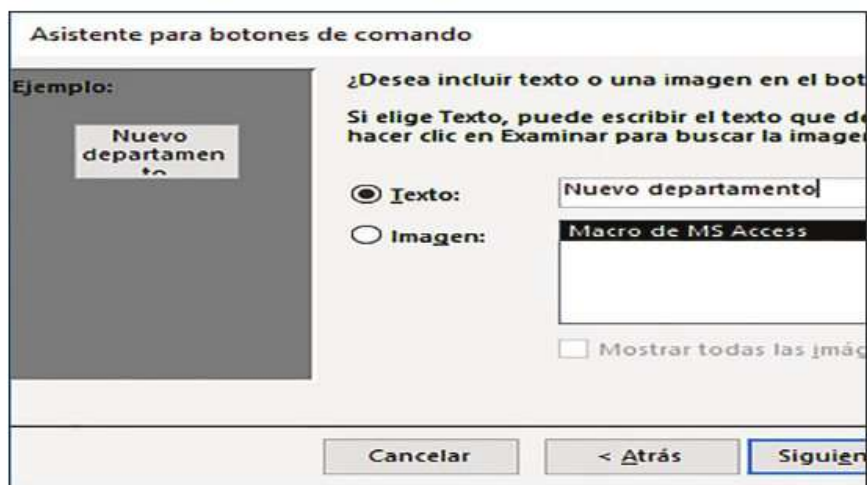 Asistente para botones de comando
Ejemplo:
Nuevo
departamen
to
¿Desea incluir texto o una imagen en el bot
Si elige Texto, puede escribir el texto que de
hacer clic en Examinar para buscar la image
Texto:
Nuevo departamento
Imagen:
Macro de MS Access
Mostrar todas las imág
Cancelar
< Atrás
Siguien